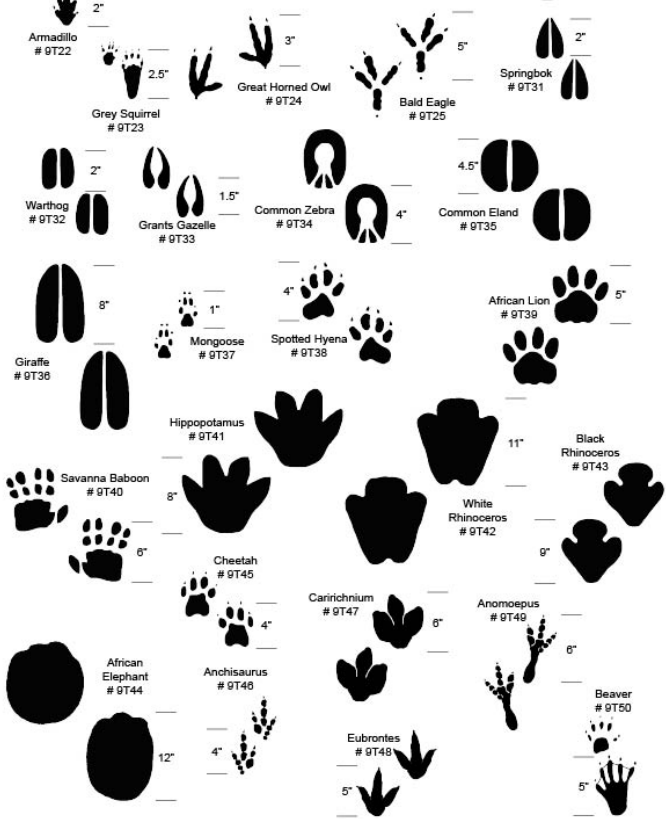 2"
Armadillo
# 9T22
2.5"
Grey Squirrel
# 9T23
3"
Great Horned Owl
# 9T24
5"
Bald Eagle
# 9T25
2"
Springbok
# 9T31
2"
Warthog
# 9T32
1.5"
Grants Gazelle
# 9T33
Common Zebra
# 9T34
4"
4.5"
Common Eland
# 9T35
8"
Giraffe
# 9T36
1"
Mongoose
# 9T37
4"
Spotted Hyena
# 9T38
African Lion
# 9T39
5"
Savanna Baboon
# 9T40
6"
Hippopotamus
# 9T41
8"
11"
White
Rhinoceros
# 9T42
Black
Rhinoceros
# 9T43
9"
African
Elephant
# 9T44
12"
Cheetah
# 9T45
4"
Anchisaurus
# 9T46
4"
Caririchnium
# 9T47
6"
Eubrontes
# 9T48
5"
Anomoepus
# 9T49
6"
Beaver
# 9T50
5"